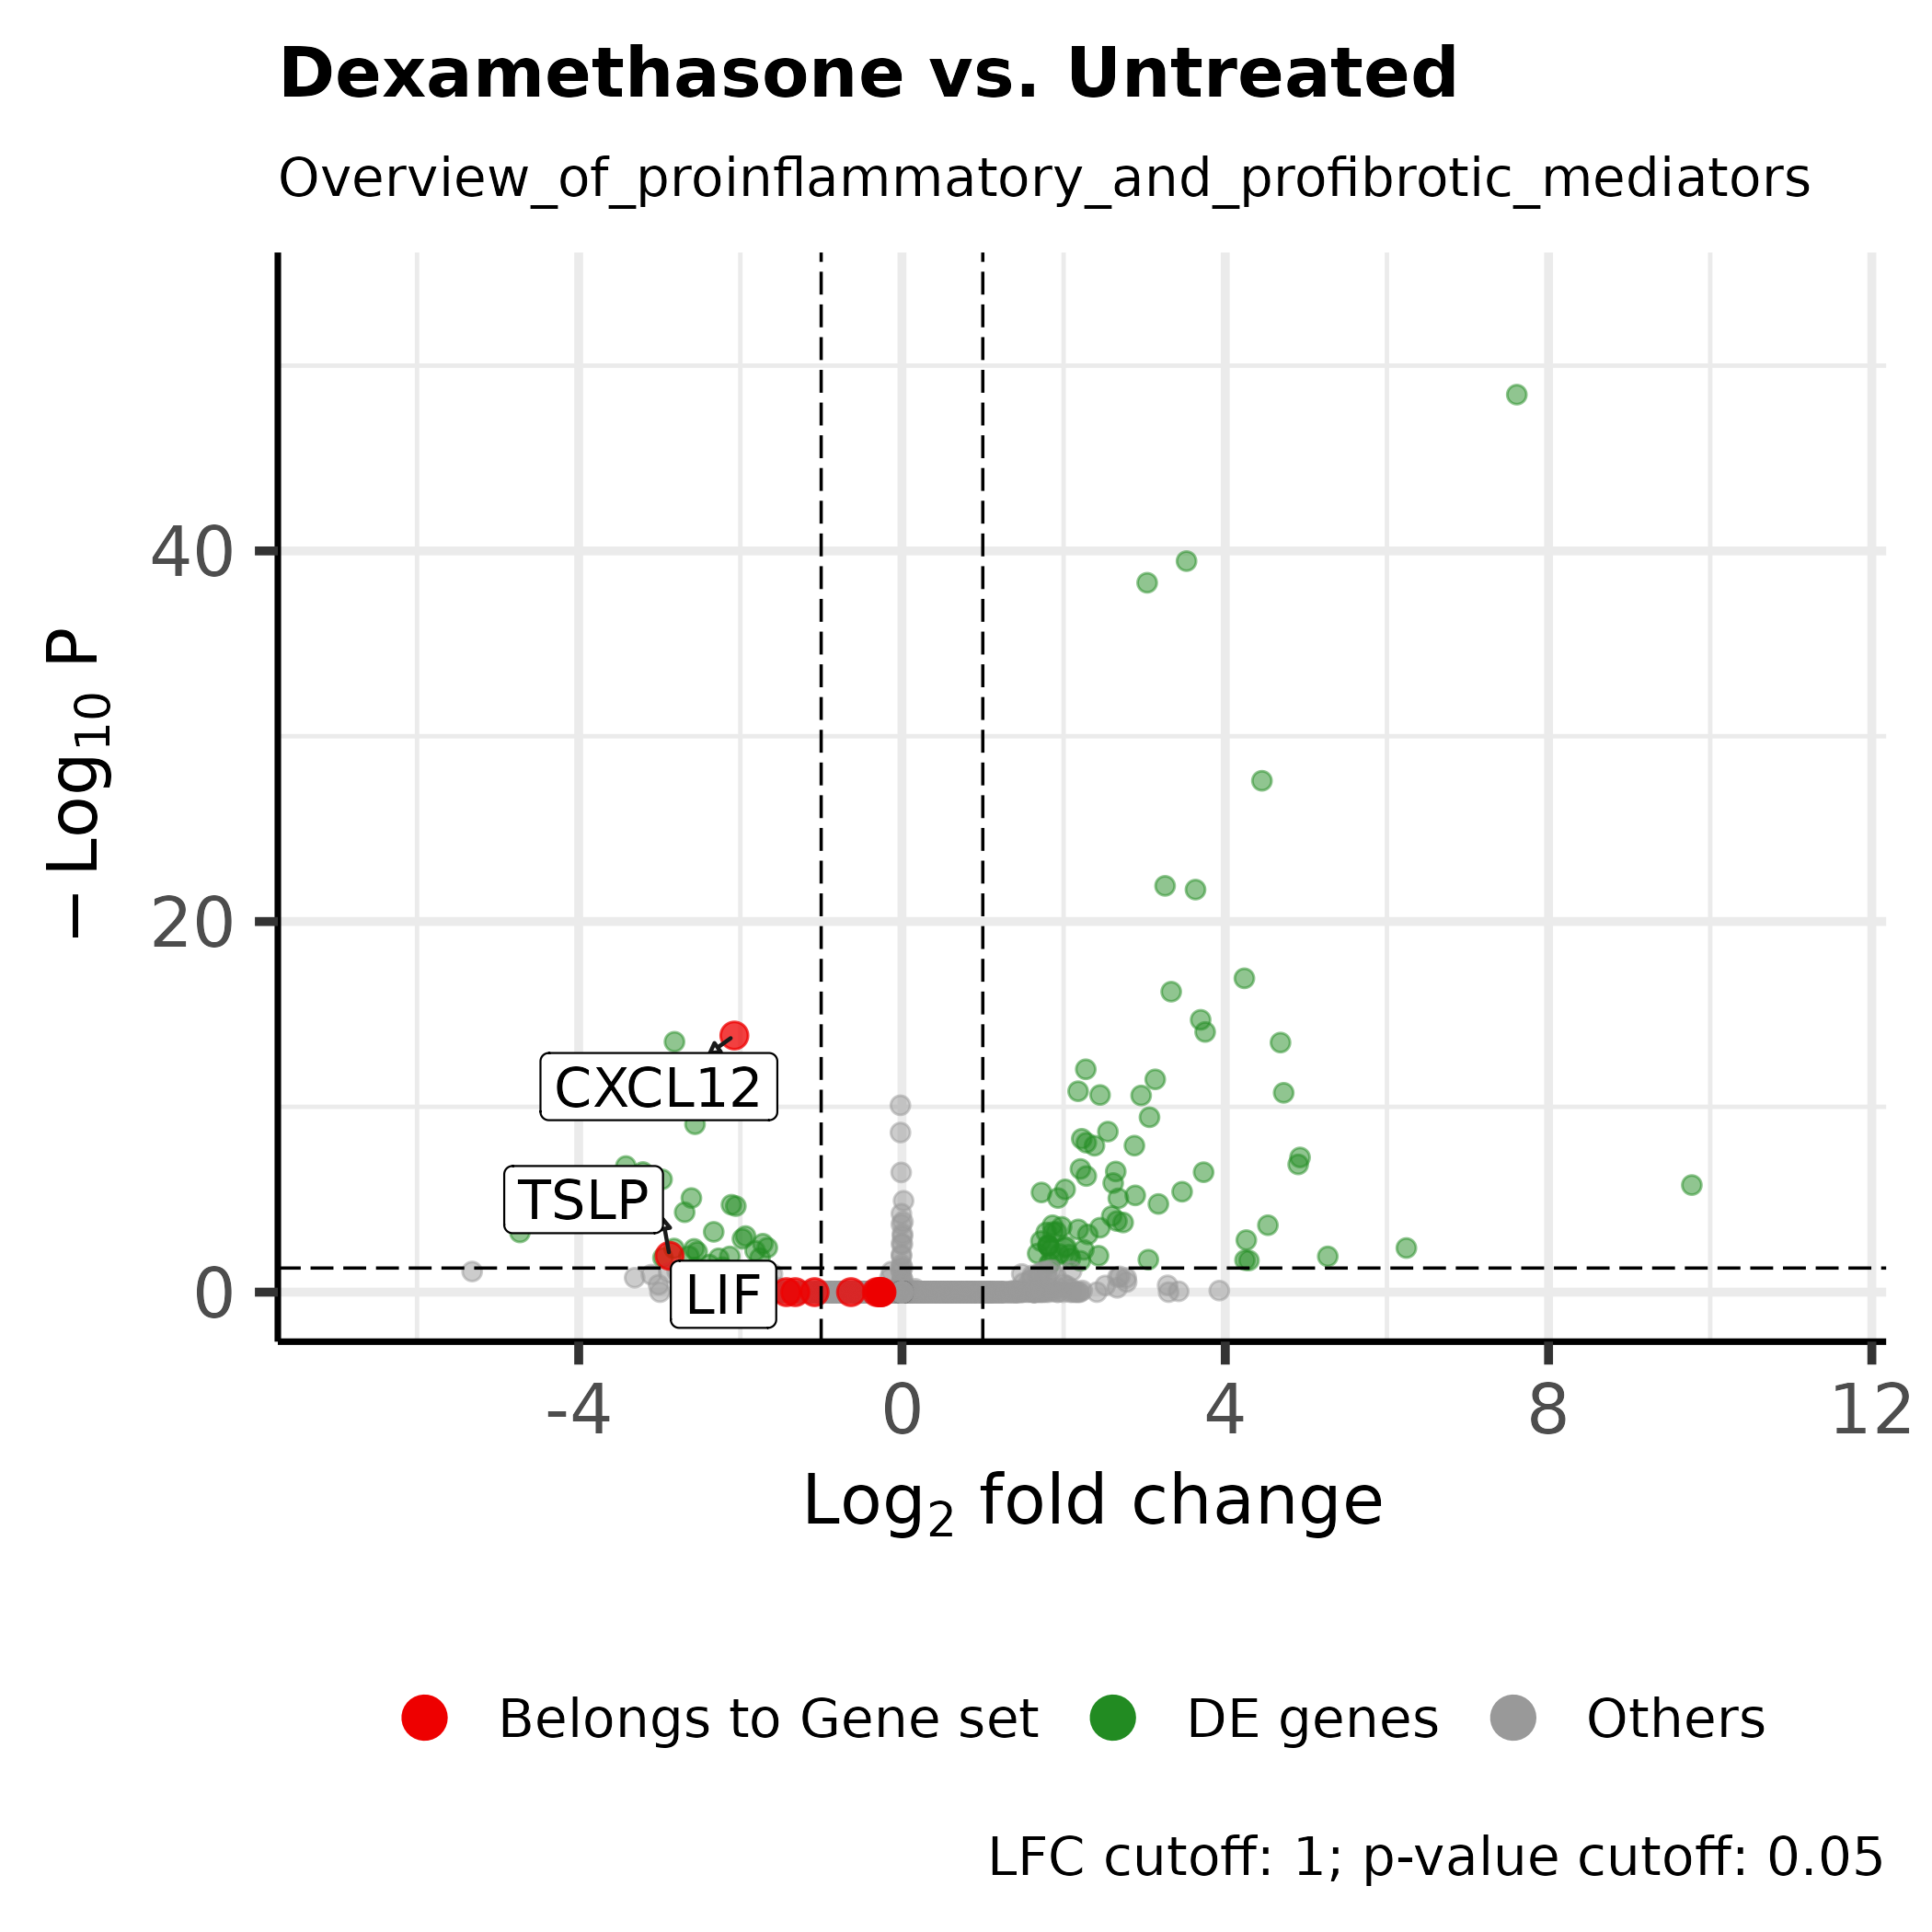 Dexamethasone vs. Untreated
Overview_of_proinflammatory_and_profibrotic_mediators
− Log10 P
40
20
0
CXCL12
TSLP
LIF
-4 0 4 8 12
Log2 fold change
Belongs to Gene set DE genes Others
LFC cutoff: 1; p-value cutoff: 0.05